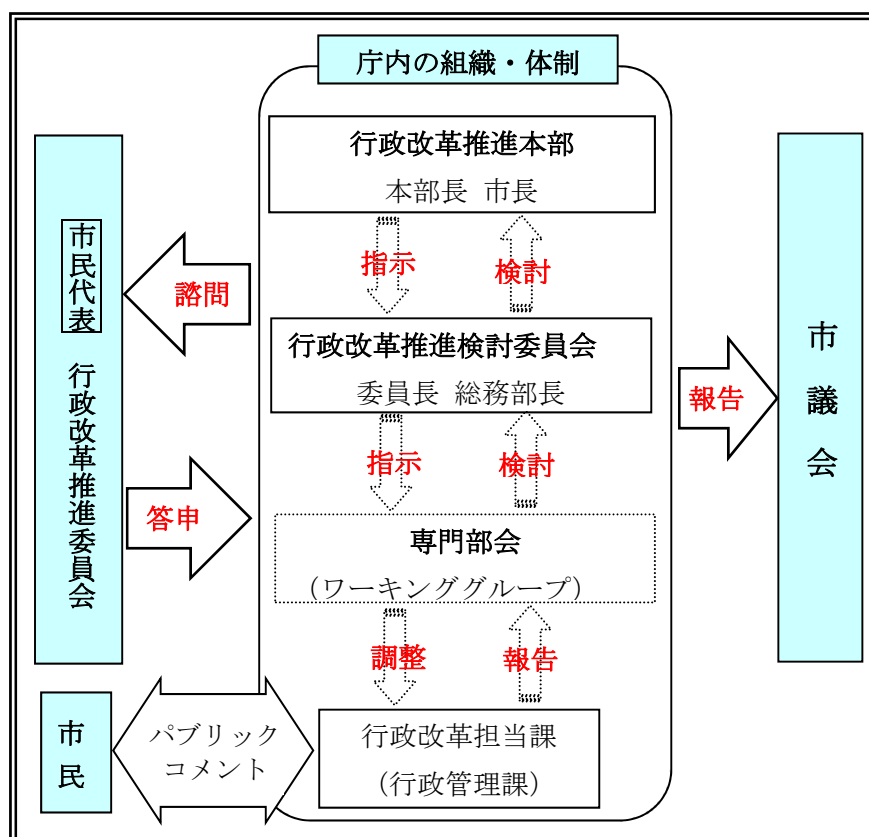 庁内の組織・体制
行政改革推進本部
本部長 市長
指示
検討
行政改革推進検討委員会
委員長 総務部長
指示
検討
専門部会
(ワーキンググループ)
調整
報告
行政改革担当課
(行政管理課)
市民代表 行政改革推進委員会
諮問
答申
市民
パブリック
コメント
報告
市議会